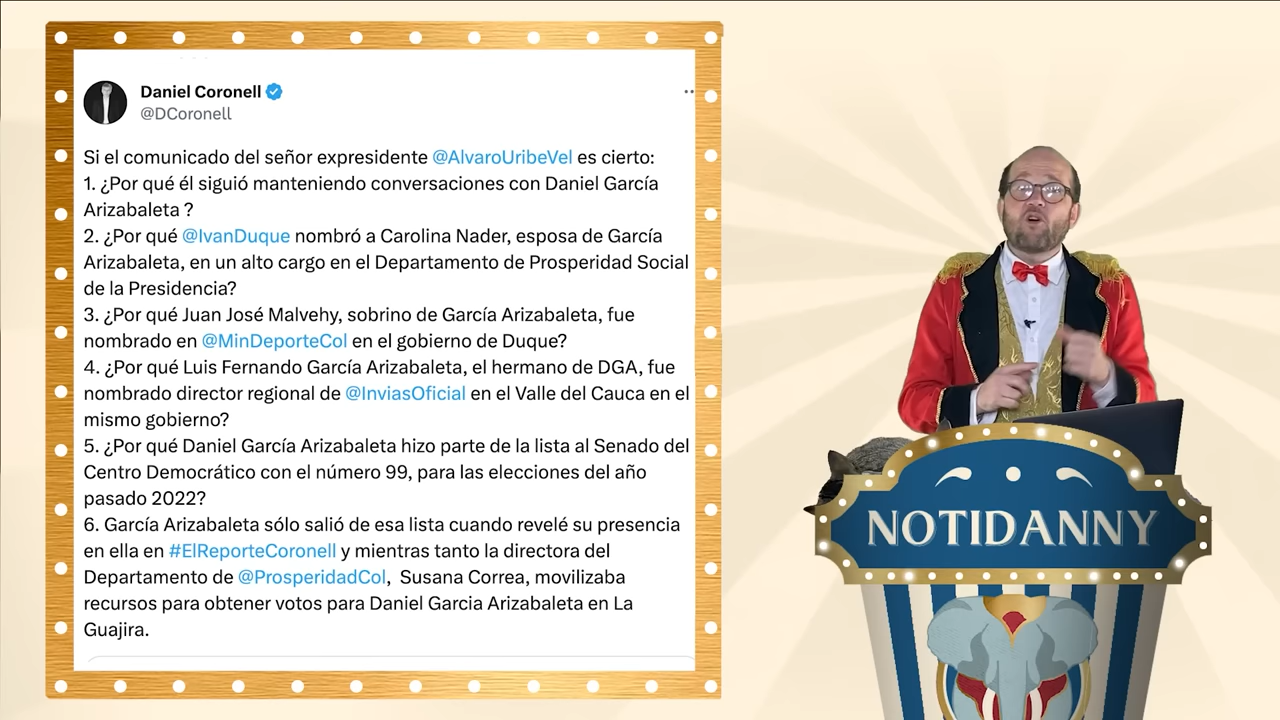 Daniel Coronell
@DCoronell
Si el comunicado del señor expresidente @AlvaroUribeVel es cierto:
1. ¿Por qué él siguió manteniendo conversaciones con Daniel García
Arizabaleta ?
2. ¿Por qué @IvanDuque nombró a Carolina Nader, esposa de García
Arizabaleta, en un alto cargo en el Departamento de Prosperidad Social
de la Presidencia?
3. ¿Por qué Juan José Malvehy, sobrino de García Arizabaleta, fue
nombrado en @MinDeporteCol en el gobierno de Duque?
4. ¿Por qué Luis Fernando García Arizabaleta, el hermano de DGA, fue
nombrado director regional de @InviasOficial en el Valle del Cauca en el
mismo gobierno?
5. ¿Por qué Daniel García Arizabaleta hizo parte de la lista al Senado del
Centro Democrático con el número 99, para las elecciones del año
pasado 2022?
6. García Arizabaleta sólo salió de esa lista cuando revelé su presencia
en ella en #ElReporteCoronell y mientras tanto la directora del
Departamento de @ProsperidadCol,  Susana Correa, movilizaba
recursos para obtener votos para Daniel Garcia Arizabaleta en La
Guajira.
NOTIDANNY